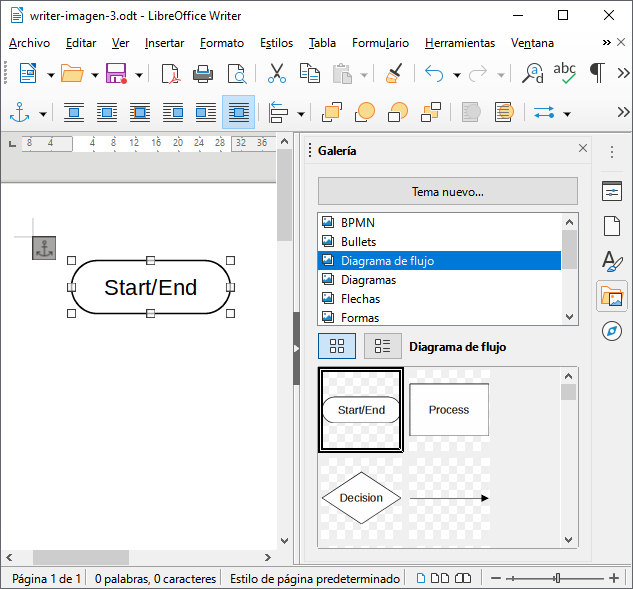 writer-imagen-3.odt - LibreOffice Writer
Archivo Editar Ver Insertar Formato Estilos Tabla Formulario Herramientas Ventana
abc
8 4 4 8 12 16 20 24 28 32 36
Start/End
Galería
Tema nuevo...
BPMN
Bullets
Diagrama de flujo
Diagramas
Flechas
Formas
Diagrama de flujo
Start/End Process
Decision
Página 1 de 1 0 palabras, 0 caracteres Estilo de página predeterminado